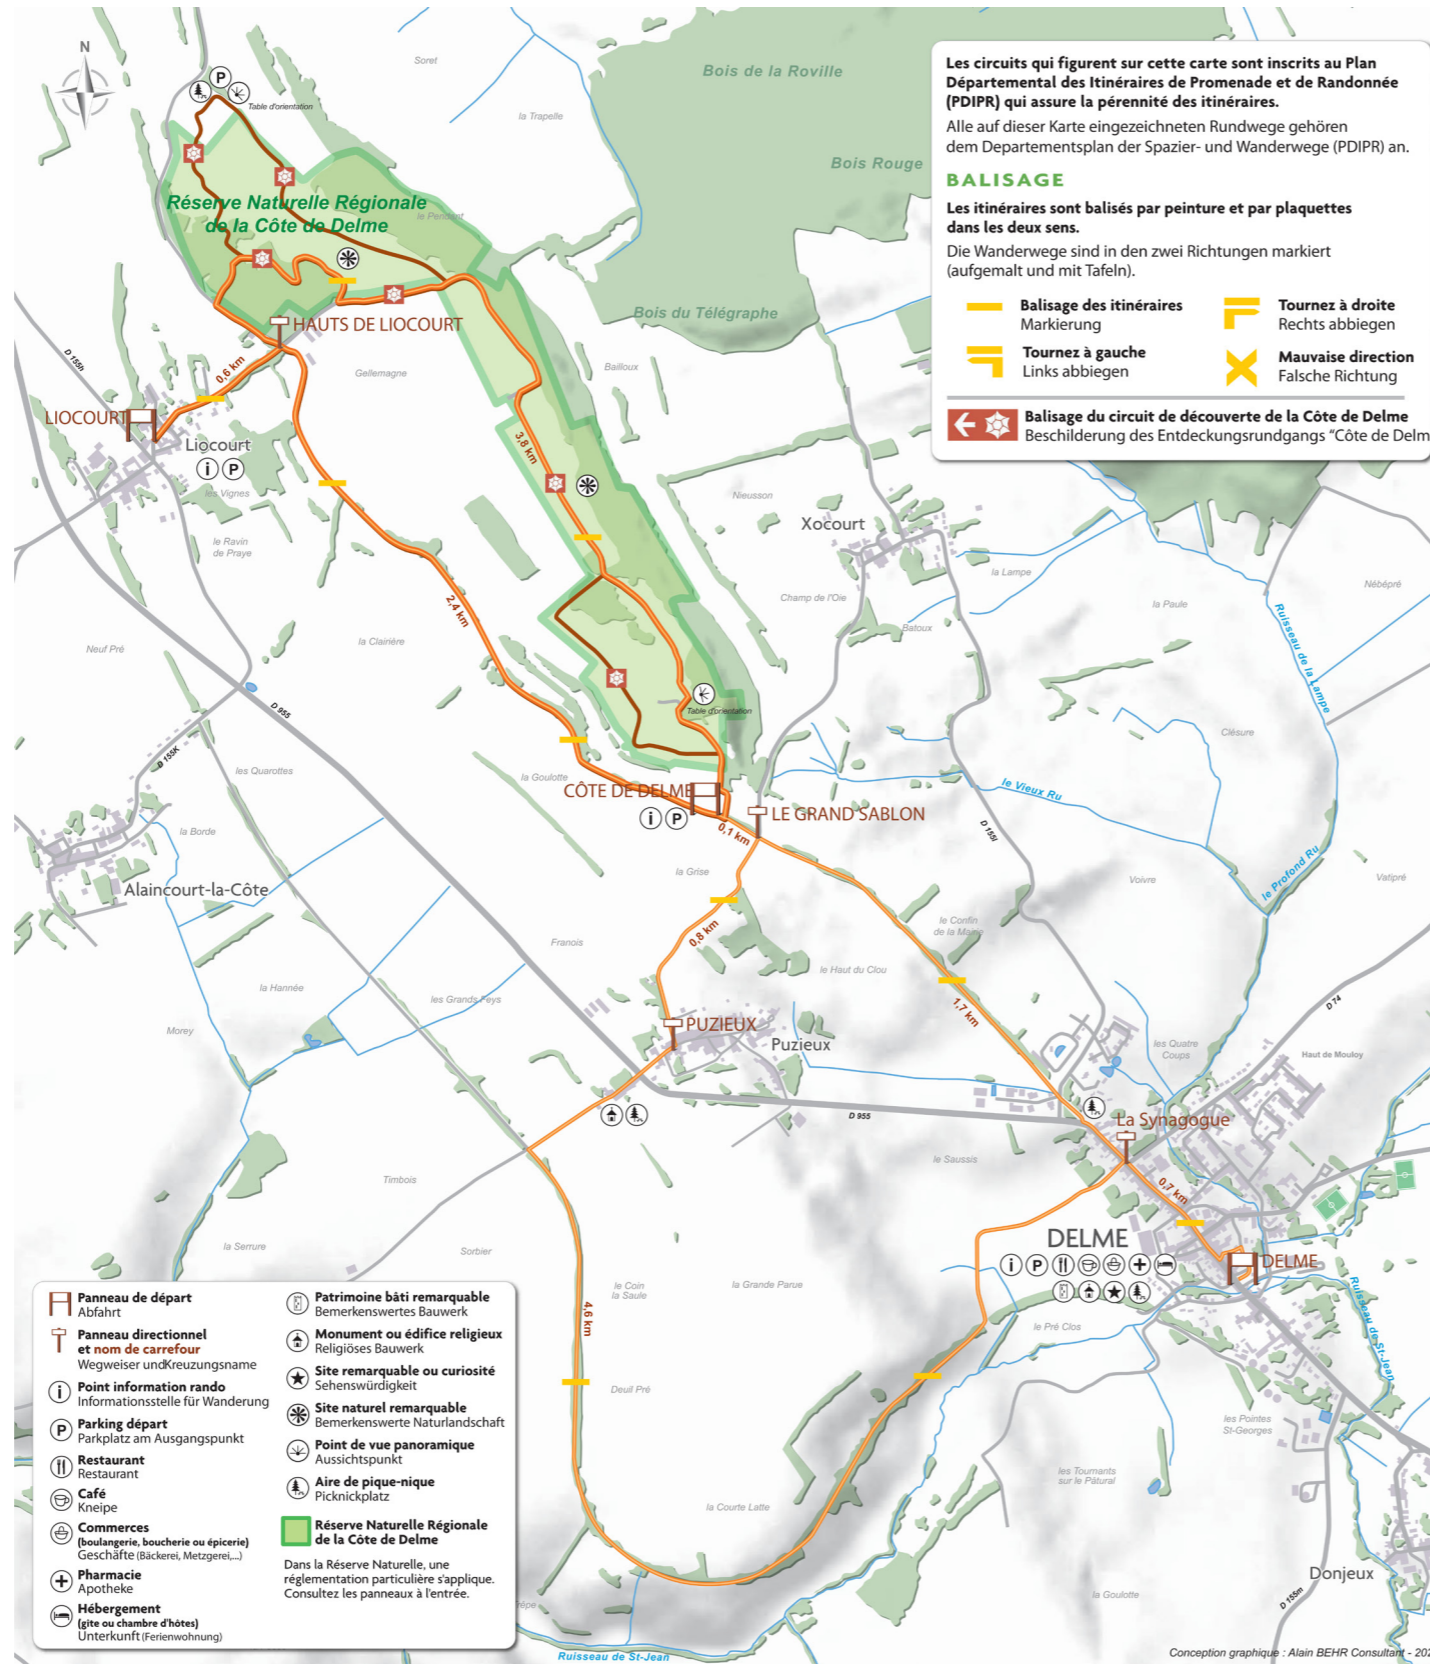 N
Soret
Bois de la Roville
la Trapelle
Bois Rouge
P
Table d'orientation
Réserve Naturelle Régionale
de la Côte de Delme
le Pendant
Bois du Télégraphe
Les circuits qui figurent sur cette carte sont inscrits au Plan
Départemental des Itinéraires de Promenade et de Randonnée
(PDIPR) qui assure la pérennité des itinéraires.
Alle auf dieser Karte eingezeichneten Rundwege gehören
dem Departementsplan der Spazier- und Wanderwege (PDIPR) an.
BALISAGE
Les itinéraires sont balisés par peinture et par plaquettes
dans les deux sens.
Die Wanderwege sind in den zwei Richtungen markiert
(aufgemalt und mit Tafeln).
Balisage des itinéraires
Markierung
Tournez à droite
Rechts abbiegen
Tournez à gauche
Links abbiegen
Mauvaise direction
Falsche Richtung
Balisage du circuit de découverte de la Côte de Delme
Beschilderung des Entdeckungsrundgangs "Côte de Delm
HAUTS DE LIOCOURT
D 155h
0,6 km
Gellemagne
Bailloux
LIOCOURT
Liocourt
i P
les Vignes
le Ravin
de Praye
3,8 km
Nieusson
Xocourt
la Lampe
Champ de l'Oie
Batoux
la Paule
Nébépré
Ruisseau de la Lampe
2,4 km
la Clairière
Neuf Pré
D 955
D 155K
les Quarottes
Table d'orientation
Clésure
la Goulotte
CÔTE DE DELME
i P
0,1 km
LE GRAND SABLON
le Vieux Ru
D 155i
la Borde
Alaincourt-la-Côte
la Grise
le Profond Ru
Voivre
Vatipré
le Confin
de la Mairie
Franois
0,8 km
le Haut du Clou
la Hannée
les Grands Feys
Morey
1,7 km
D 74
PUZIEUX
Puzieux
les Quatre
Coups
Haut de Mouloy
D 955
La Synagogue
le Saussis
Timbois
0,7 km
la Serrure
Sorbier
DELME
i P
DELME
le Coin
la Saule
la Grande Parue
4,6 km
le Pré Clos
Ruisseau de St-Jean
Deuil Pré
les Pointes
St-Georges
les Toumants
sur le Pâtural
la Courte Latte
la Goulotte
Donjeux
D 155m
Ruisseau de St-Jean
Panneau de départ
Abfahrt
Panneau directionnel
et nom de carrefour
Wegweiser undKreuzungsname
i
Point information rando
Informationsstelle für Wanderung
P
Parking départ
Parkplatz am Ausgangspunkt
Restaurant
Restaurant
Café
Kneipe
Commerces
(boulangerie, boucherie ou épicerie)
Geschäfte (Bäckerei, Metzgerei,...)
Pharmacie
Apotheke
Hébergement
(gîte ou chambre d'hôtes)
Unterkunft (Ferienwohnung)
Patrimoine bâti remarquable
Bemerkenswertes Bauwerk
Monument ou édifice religieux
Religiöses Bauwerk
Site remarquable ou curiosité
Sehenswürdigkeit
Site naturel remarquable
Bemerkenswerte Naturlandschaft
Point de vue panoramique
Aussichtspunkt
Aire de pique-nique
Picknickplatz
Réserve Naturelle Régionale
de la Côte de Delme
Dans la Réserve Naturelle, une
réglementation particulière s'applique.
Consultez les panneaux à l'entrée.
Conception graphique : Alain BEHR Consultant - 202